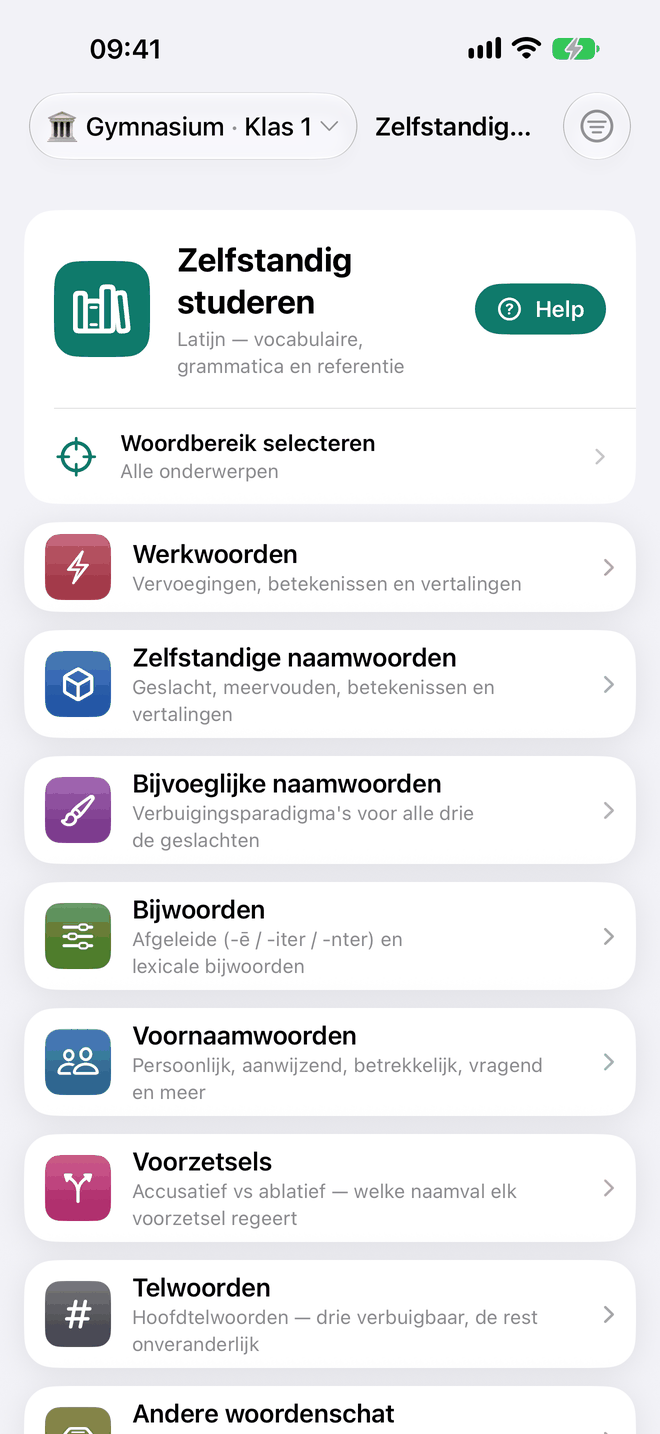 09:41
🏛️ Gymnasium · Klas 1
Zelfstandig...
Zelfstandig
studeren
Latijn — vocabulaire,
grammatica en referentie
Help
Woordbereik selecteren
Alle onderwerpen
Werkwoorden
Vervoegingen, betekenissen en vertalingen
Zelfstandige naamwoorden
Geslacht, meervouden, betekenissen en
vertalingen
Bijvoeglijke naamwoorden
Verbuigingsparadigma's voor alle drie
de geslachten
Bijwoorden
Afgeleide (-ē / -iter / -nter) en
lexicale bijwoorden
Voornaamwoorden
Persoonlijk, aanwijzend, betrekkelijk, vragend
en meer
Voorzetsels
Accusatief vs ablatief — welke naamval elk
voorzetsel regeert
Telwoorden
Hoofdtelwoorden — drie verbuigbaar, de rest
onveranderlijk
Andere woordenschat